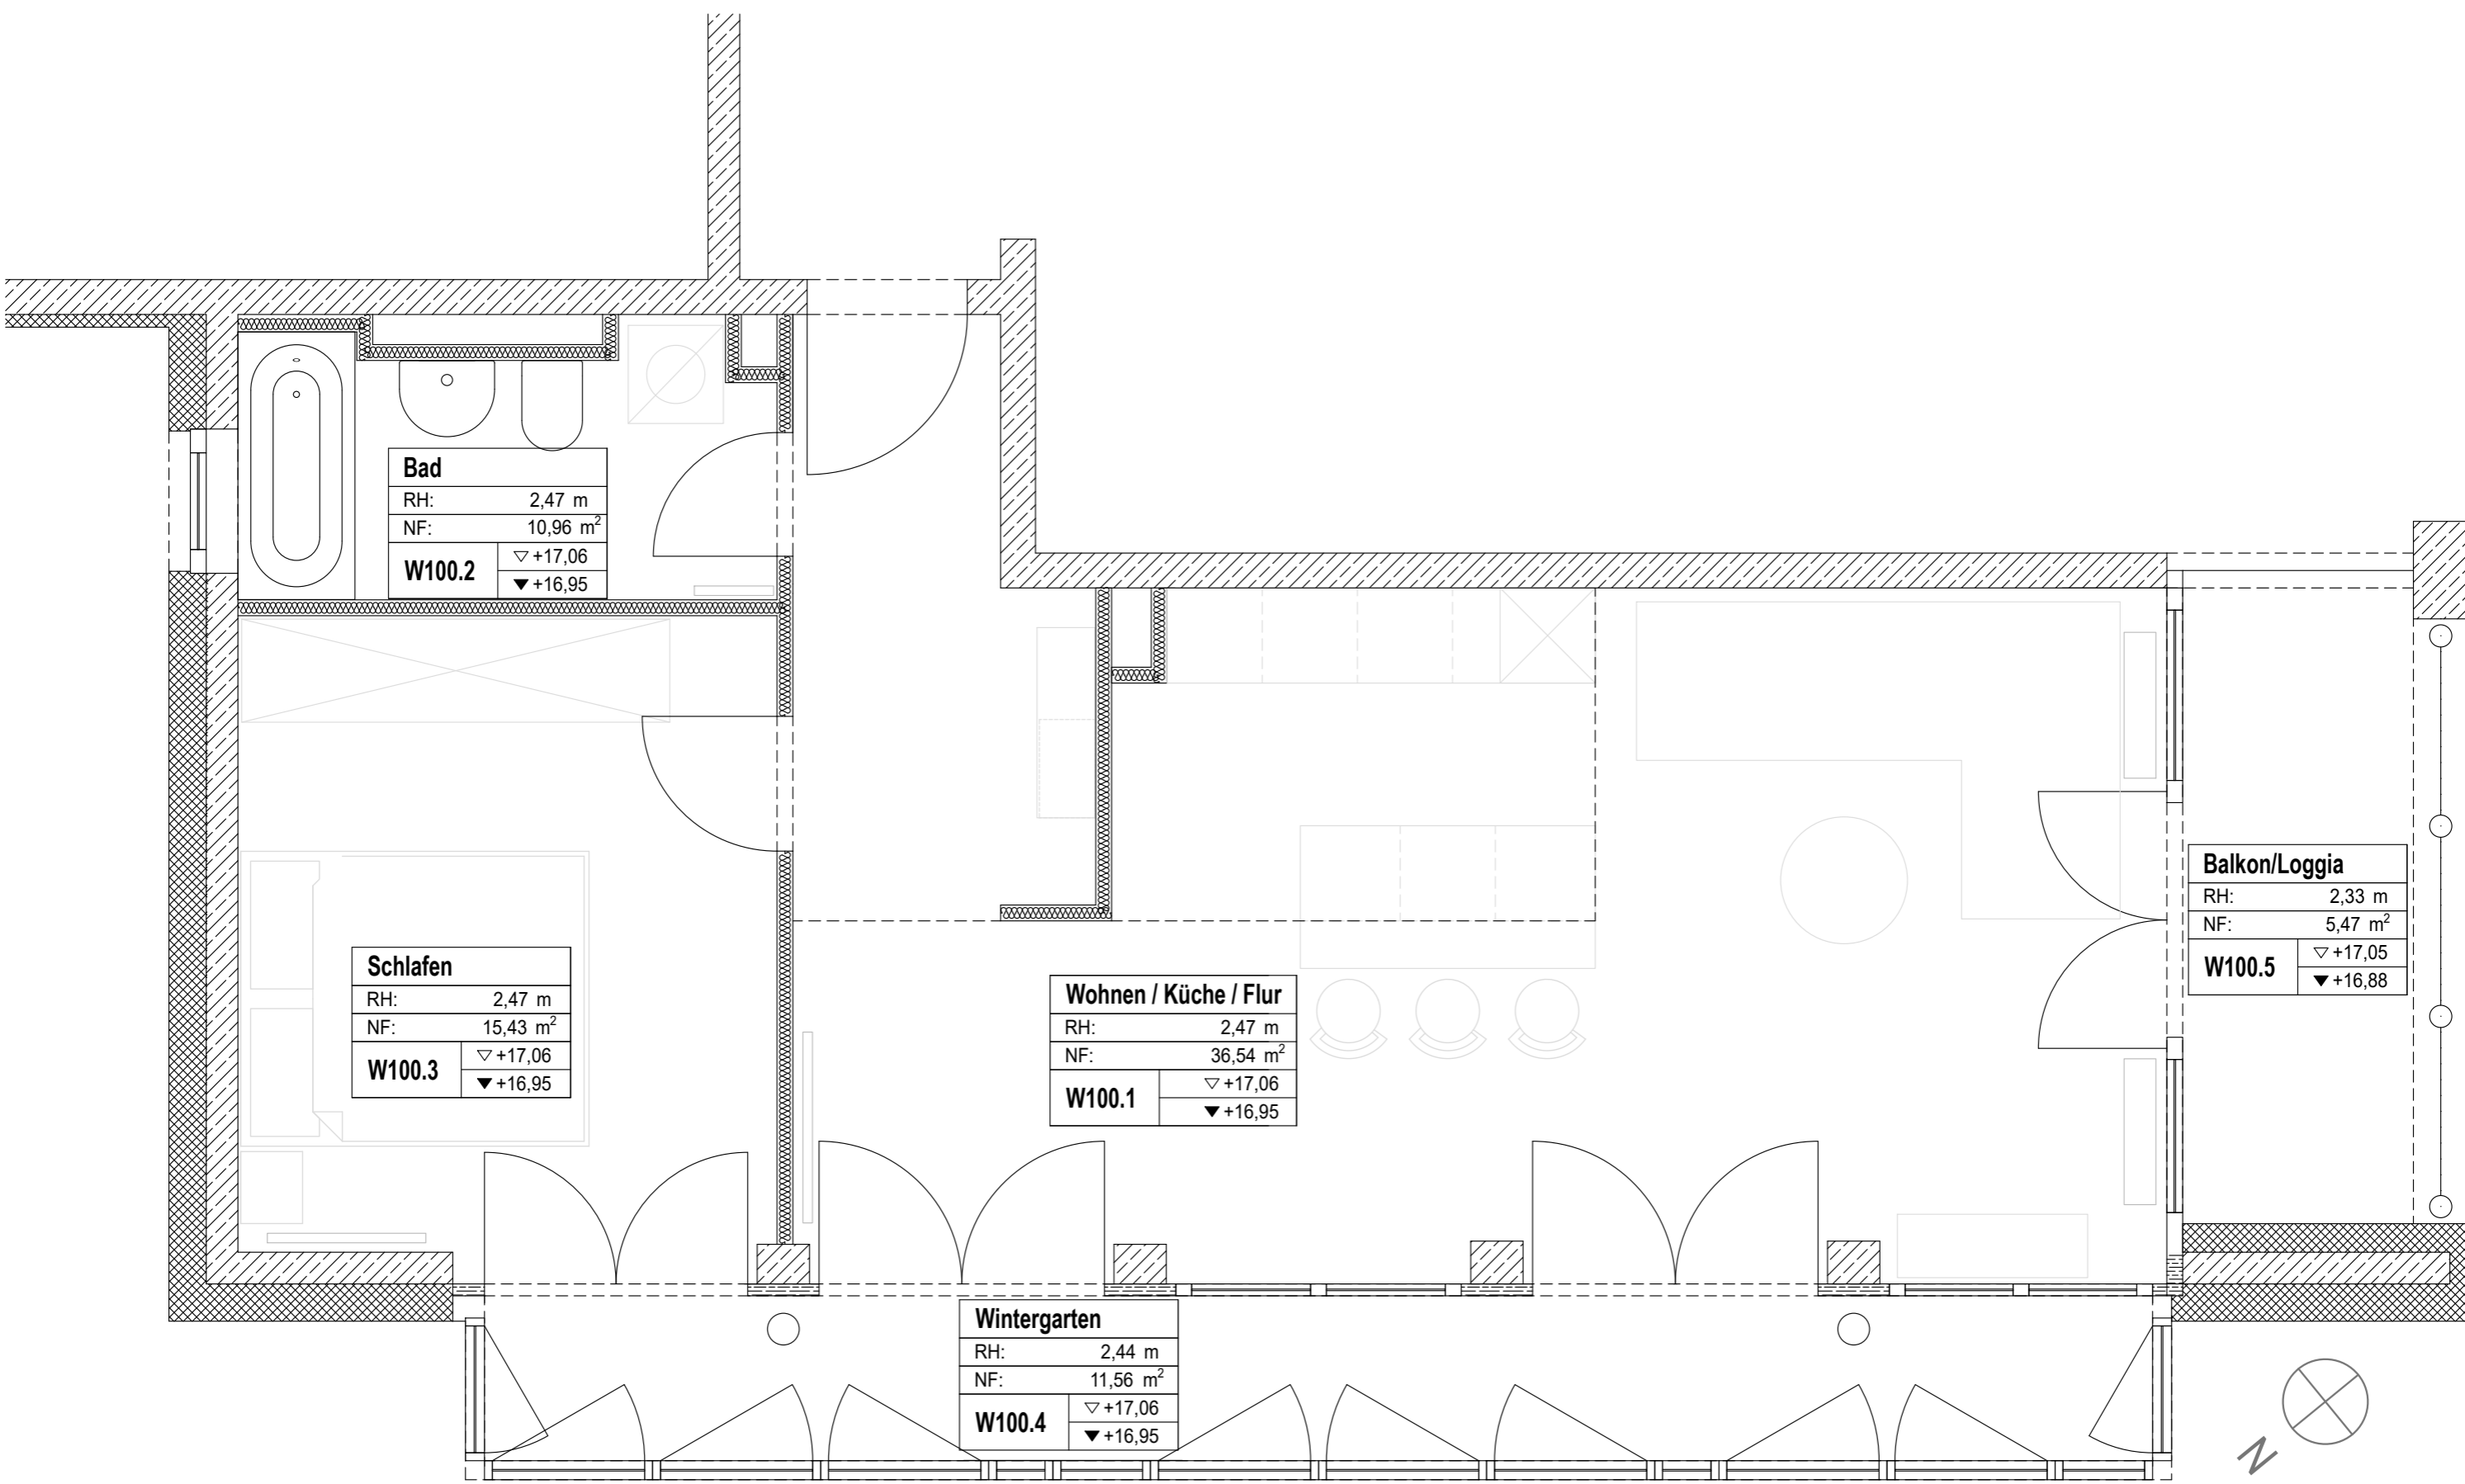 Bad
RH: 2,47 m
NF: 10,96 m²
W100.2 ▽ +17,06
▼ +16,95
Balkon/Loggia
RH: 2,33 m
NF: 5,47 m²
W100.5 ▽ +17,05
▼ +16,88
Schlafen
RH: 2,47 m
NF: 15,43 m²
W100.3 ▽ +17,06
▼ +16,95
Wohnen / Küche / Flur
RH: 2,47 m
NF: 36,54 m²
W100.1 ▽ +17,06
▼ +16,95
Wintergarten
RH: 2,44 m
NF: 11,56 m²
W100.4 ▽ +17,06
▼ +16,95
N